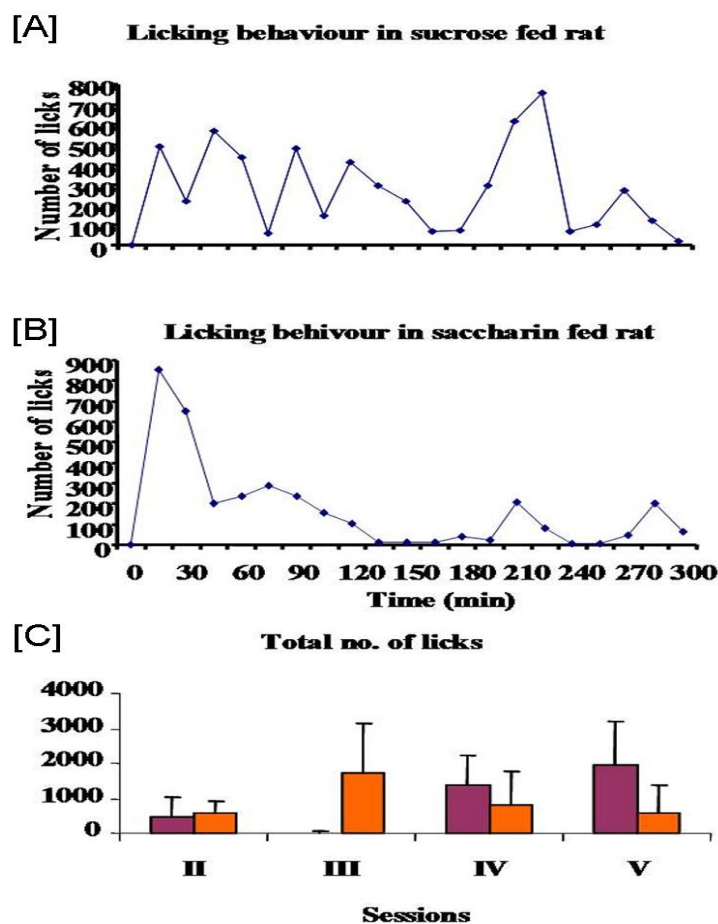 [A]
Licking behaviour in sucrose fed rat
Number of licks
800
700
600
500
400
300
200
100
0
[B]
Licking behivour in saccharin fed rat
Number of licks
900
800
700
600
500
400
300
200
100
0
0 30 60 90 120 150 180 210 240 270 300
Time (min)
[C]
Total no. of licks
4000
3000
2000
1000
0
II III IV V
Sessions